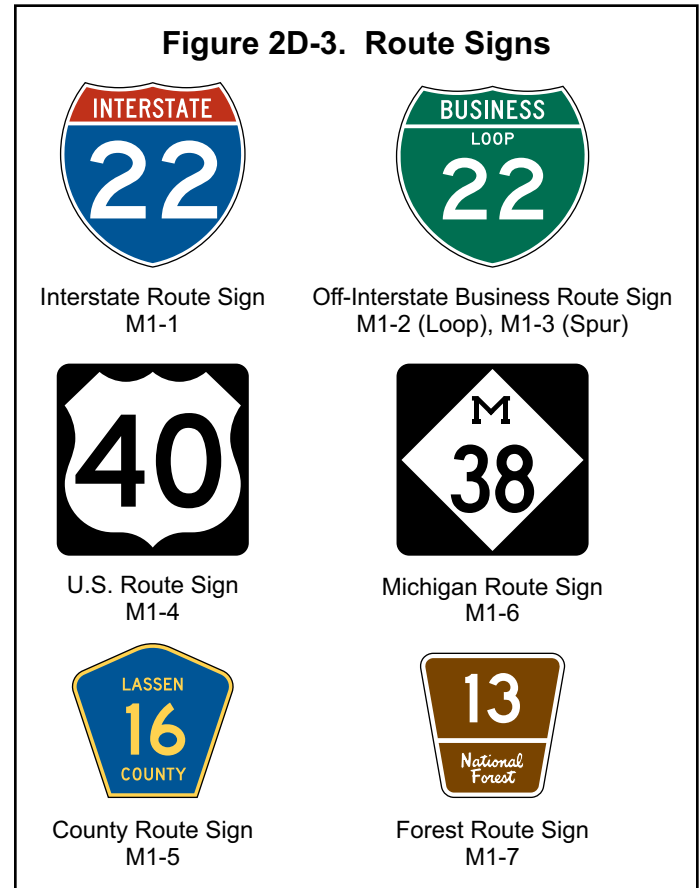 Figure 2D-3. Route Signs
INTERSTATE
22
BUSINESS
LOOP
22
Interstate Route Sign
M1-1
Off-Interstate Business Route Sign
M1-2 (Loop), M1-3 (Spur)
40
M
38
U.S. Route Sign
M1-4
Michigan Route Sign
M1-6
LASSEN
16
COUNTY
13
National
Forest
County Route Sign
M1-5
Forest Route Sign
M1-7